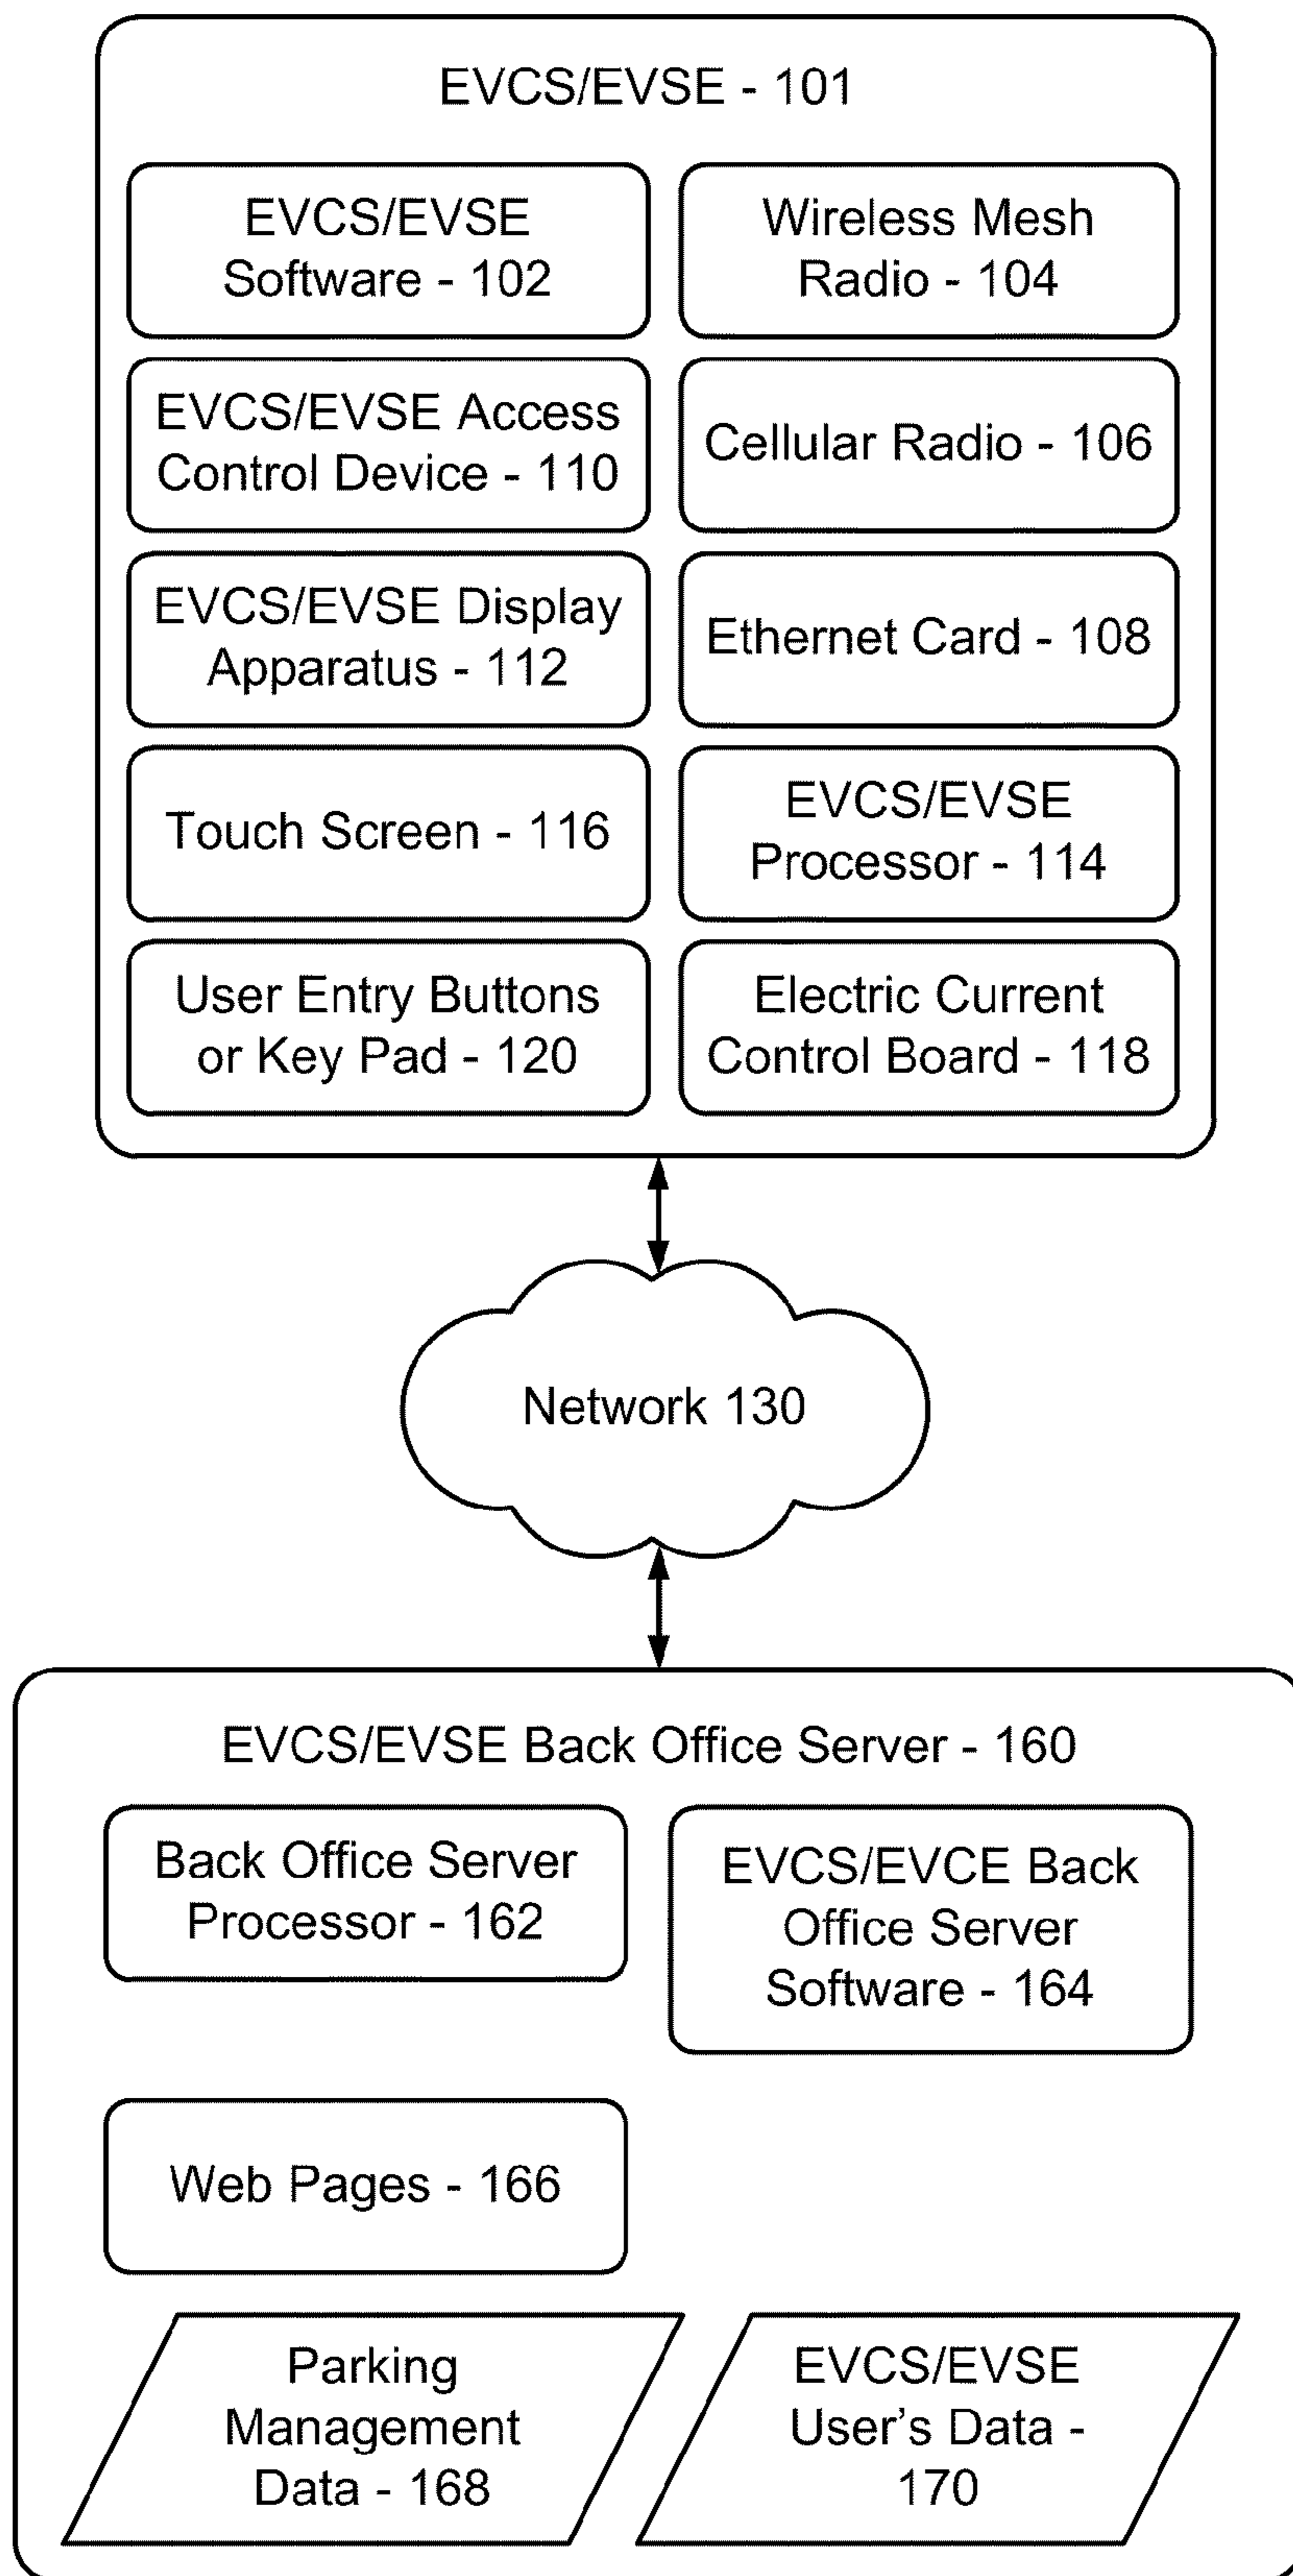 EVCS/EVSE - 101
EVCS/EVSE
Software - 102
Wireless Mesh
Radio - 104
EVCS/EVSE Access
Control Device - 110
Cellular Radio - 106
EVCS/EVSE Display
Apparatus - 112
Ethernet Card - 108
Touch Screen - 116
EVCS/EVSE
Processor - 114
User Entry Buttons
or Key Pad - 120
Electric Current
Control Board - 118
Network 130
EVCS/EVSE Back Office Server - 160
Back Office Server
Processor - 162
EVCS/EVCE Back
Office Server
Software - 164
Web Pages - 166
Parking
Management
Data - 168
EVCS/EVSE
User’s Data -
170